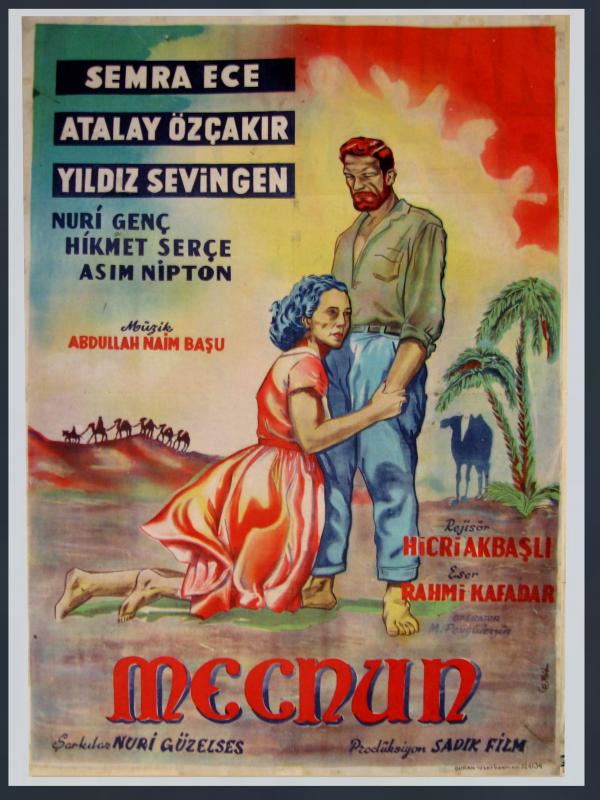 SEMRA ECE
ATALAY ÖZÇAKIR
YILDIZ SEVİNGEN
NURİ GENÇ
HİKMET SERÇE
ASIM NİPTON
Müzik
ABDULLAH NAİM BAŞU
Rejisör
HİCRİ AKBAŞLI
Eser
RAHMİ KAFADAR
OPERATÖR
M.
MECNUN
Şarkılar NURİ GÜZELSES
Prodüksiyon SADIK FİLM